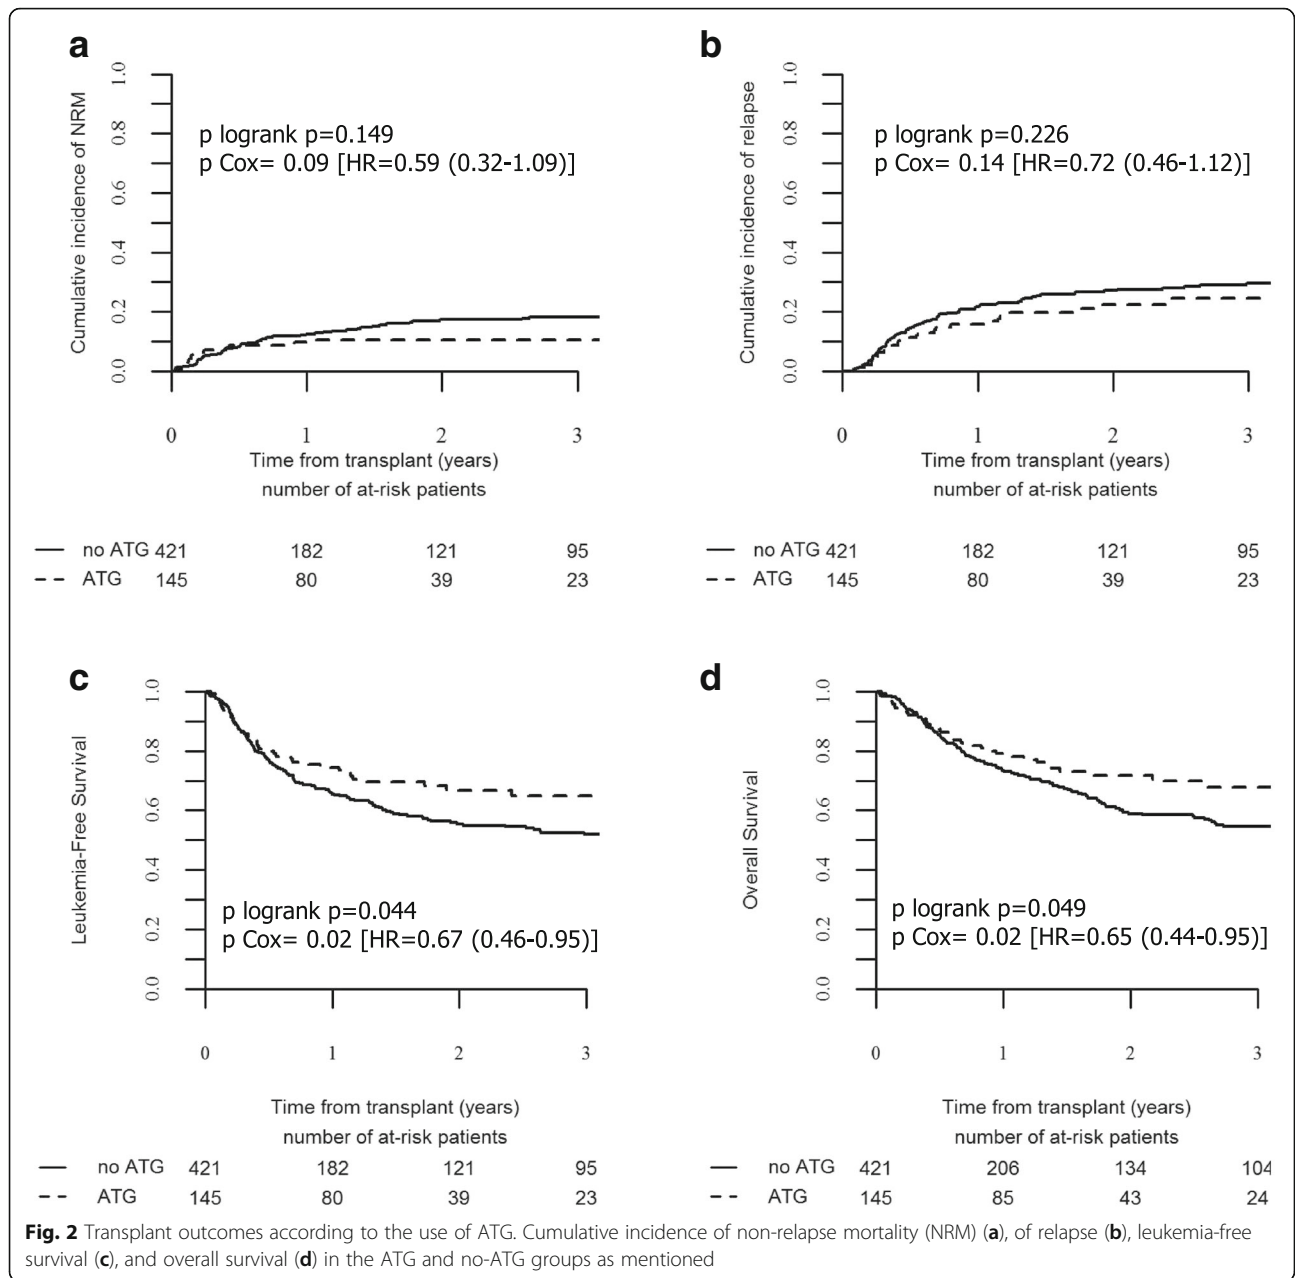 a
Cumulative incidence of NRM
1.0
0.8
0.6
0.4
0.2
0.0
p logrank p=0.149
p Cox= 0.09 [HR=0.59 (0.32-1.09)]
0 1 2 3
Time from transplant (years)
number of at-risk patients
no ATG 421 182 121 95
ATG 145 80 39 23
b
Cumulative incidence of relapse
1.0
0.8
0.6
0.4
0.2
0.0
p logrank p=0.226
p Cox= 0.14 [HR=0.72 (0.46-1.12)]
0 1 2 3
Time from transplant (years)
number of at-risk patients
no ATG 421 182 121 95
ATG 145 80 39 23
c
Leukemia-Free Survival
1.0
0.8
0.6
0.4
0.2
0.0
p logrank p=0.044
p Cox= 0.02 [HR=0.67 (0.46-0.95)]
0 1 2 3
Time from transplant (years)
number of at-risk patients
no ATG 421 182 121 95
ATG 145 80 39 23
d
Overall Survival
1.0
0.8
0.6
0.4
0.2
0.0
p logrank p=0.049
p Cox= 0.02 [HR=0.65 (0.44-0.95)]
0 1 2 3
Time from transplant (years)
number of at-risk patients
no ATG 421 206 134 104
ATG 145 85 43 24
Fig. 2 Transplant outcomes according to the use of ATG. Cumulative incidence of non-relapse mortality (NRM) (a), of relapse (b), leukemia-free
survival (c), and overall survival (d) in the ATG and no-ATG groups as mentioned